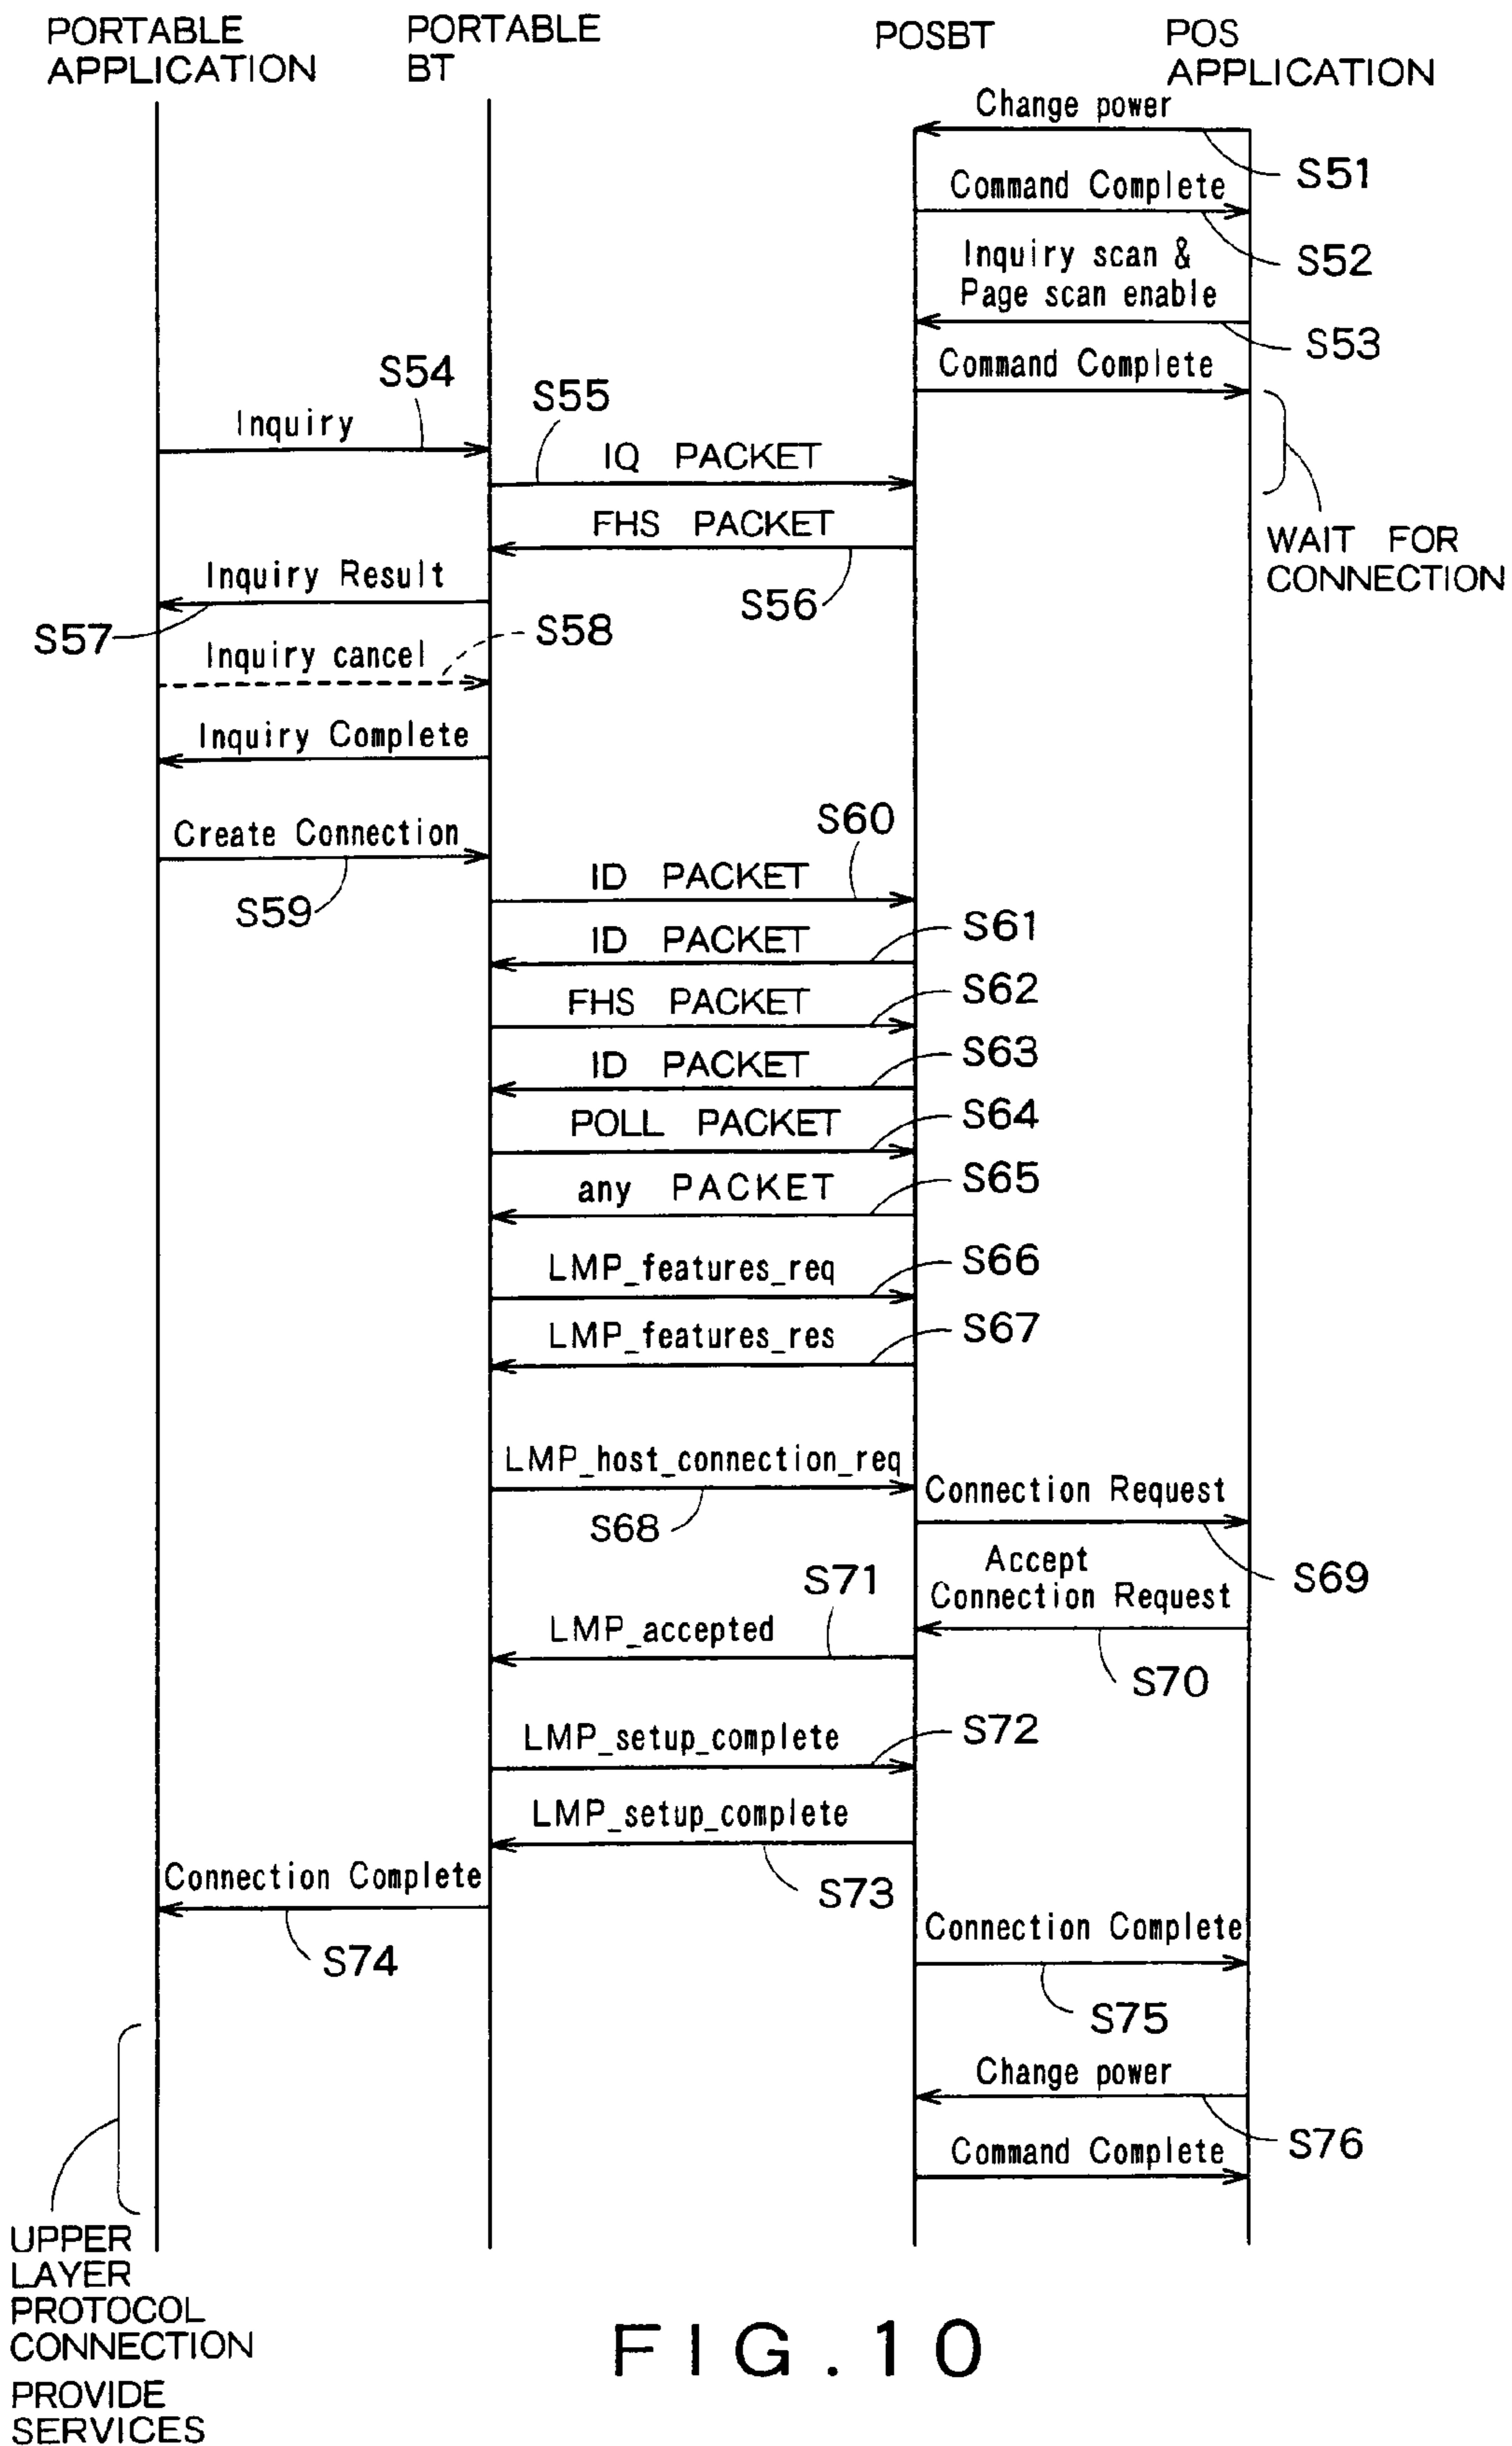 PORTABLE
APPLICATION
PORTABLE
BT
POSBT
POS
APPLICATION
Change power
S51
Command Complete
S52
Inquiry scan &
Page scan enable
S53
Command Complete
S54
Inquiry
S55
IQ PACKET
WAIT FOR
CONNECTION
FHS PACKET
S56
Inquiry Result
S57
S58
Inquiry cancel
Inquiry Complete
Create Connection
S59
S60
ID PACKET
ID PACKET
S61
FHS PACKET
S62
ID PACKET
S63
POLL PACKET
S64
any PACKET
S65
LMP_features_req
S66
LMP_features_res
S67
LMP_host_connection_req
S68
Connection Request
S69
Accept
Connection Request
S70
S71
LMP_accepted
LMP_setup_complete
S72
LMP_setup_complete
S73
Connection Complete
S74
Connection Complete
S75
Change power
S76
Command Complete
UPPER
LAYER
PROTOCOL
CONNECTION
PROVIDE
SERVICES
FIG.10